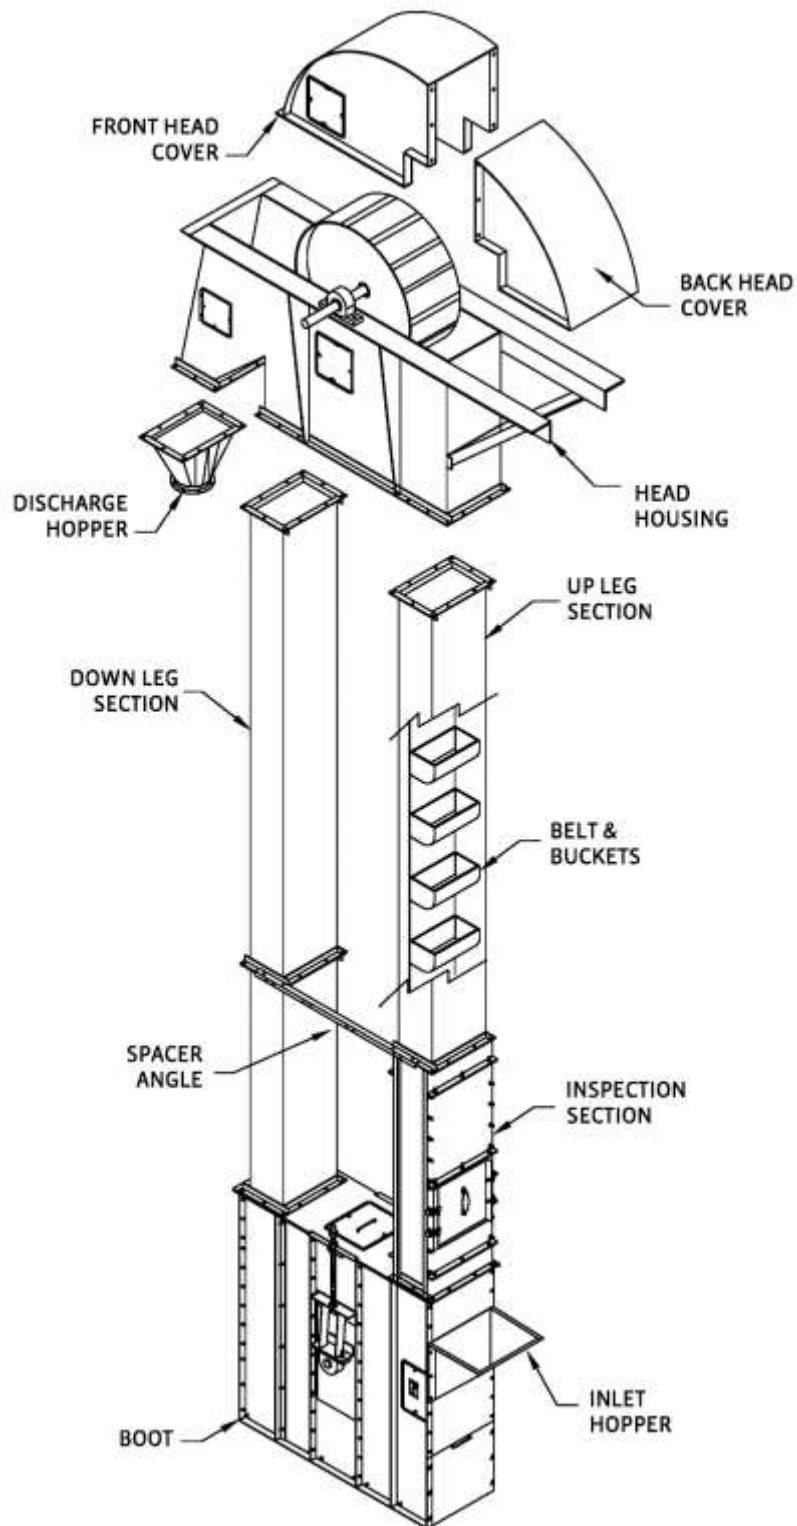 FRONT HEAD
COVER
BACK HEAD
COVER
DISCHARGE
HOPPER
HEAD
HOUSING
UP LEG
SECTION
DOWN LEG
SECTION
BELT &
BUCKETS
SPACER
ANGLE
INSPECTION
SECTION
INLET
HOPPER
BOOT